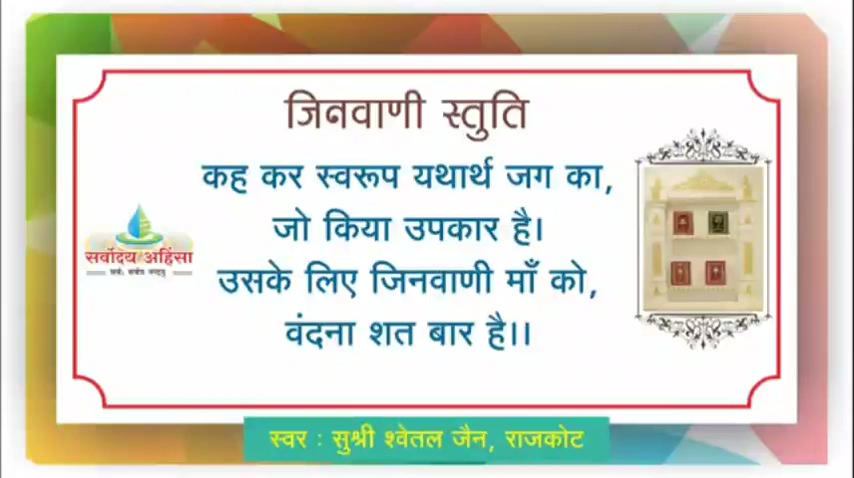 जिनवाणी स्तुति
कह कर स्वरूप यथार्थ जग का,
जो किया उपकार है।
उसके लिए जिनवाणी माँ को,
वंदना शत बार है।।
सर्वोदय अहिंसा
स्वर : सुश्री श्वेतल जैन, राजकोट